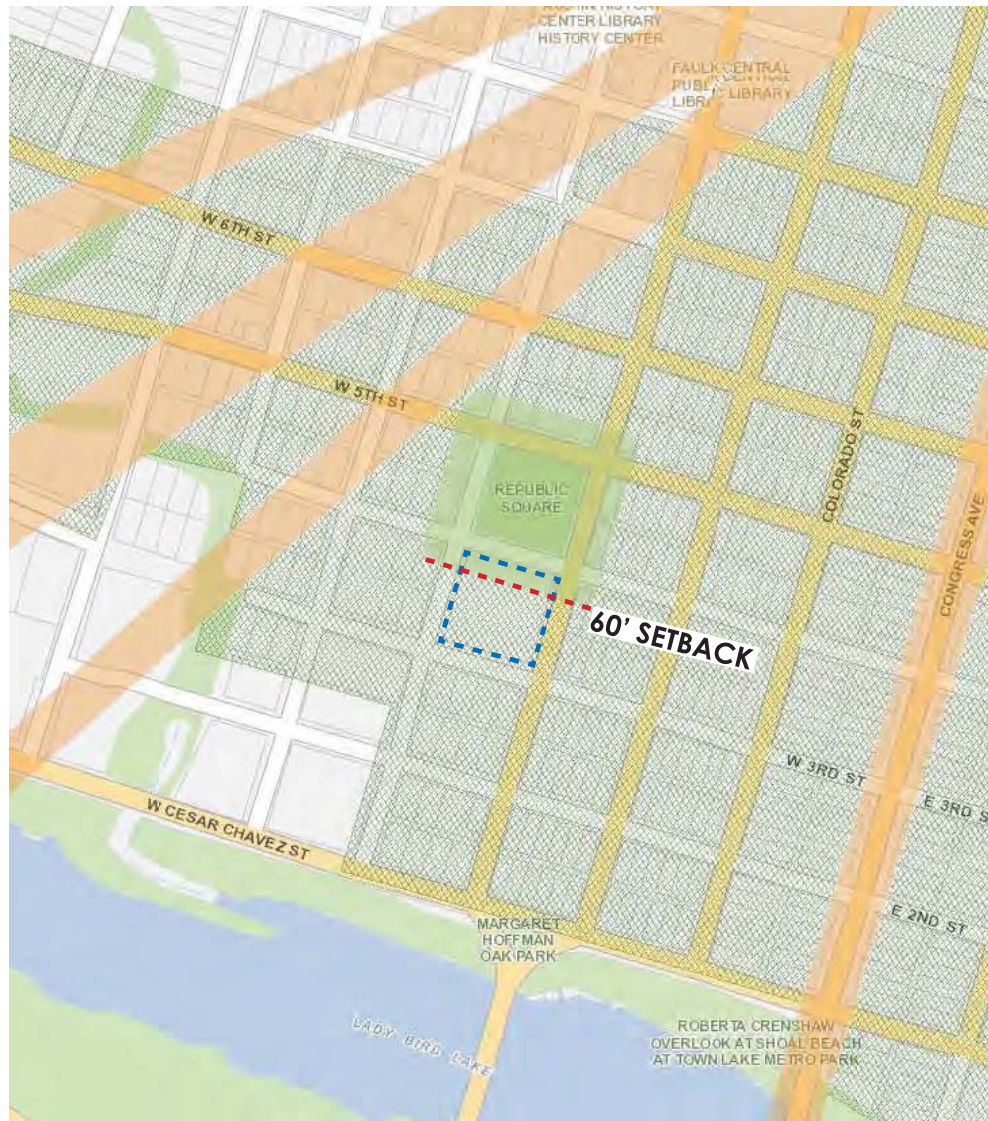 CENTER LIBRARY
HISTORY CENTER
FAULK CENTRAL
LIBRARY
W 6TH ST
W 5TH ST
REPUBLIC
SQUARE
COLORADO ST
CONGRESS AVE
60' SETBACK
W 3RD ST
E 3RD S
W CESAR CHAVEZ ST
E 2ND ST
MARGARET
HOFFMAN
OAK PARK
LADY BIRD LAKE
ROBERTA CRENSHAW
OVERLOOK AT SHOAL BEACH
AT TOWN LAKE METRO PARK